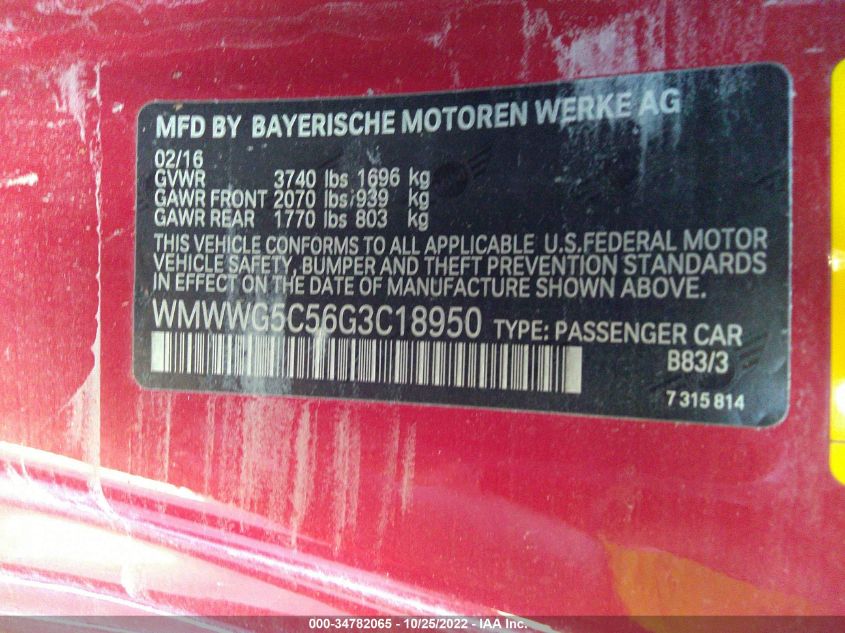 MFD BY BAYERISCHE MOTOREN WERKE AG
02/16
GVWR 3740 lbs 1696 kg
GAWR FRONT 2070 lbs 939 kg
GAWR REAR 1770 lbs 803 kg
THIS VEHICLE CONFORMS TO ALL APPLICABLE U.S.FEDERAL MOTOR
VEHICLE SAFETY, BUMPER AND THEFT PREVENTION STANDARDS
IN EFFECT ON THE DATE OF MANUFACTURE SHOWN ABOVE.
WMWWG5C56G3C18950 TYPE: PASSENGER CAR
B83/3
7 315 814
000-34782065 - 10/25/2022 - IAA Inc.